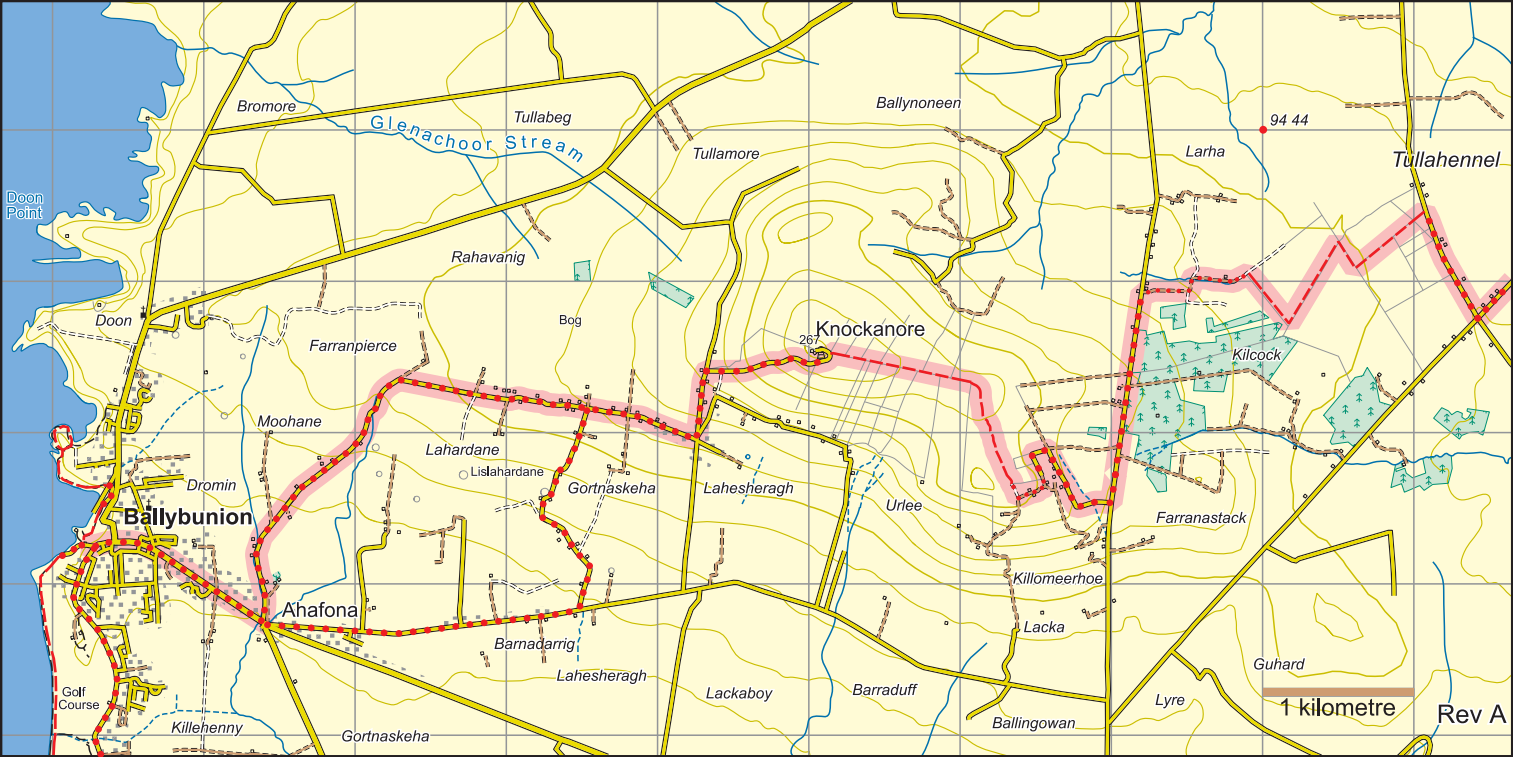 Bromore
Tullabeg
Ballynoneen
Glenachoor Stream
94 44
Tullamore
Larha
Tullahennel
Doon
Point
Rahavanig
Doon
Bog
Farranpierce
267
Knockanore
Kilcock
Moohane
Lahardane
Lislahardane
Dromin
Gortnaskeha
Lahesheragh
Urlee
Ballybunion
Farranastack
Killomeerhoe
Ahafona
Lacka
Barnadarrig
Guhard
Lahesheragh
Golf
Course
Lackaboy
Barraduff
Lyre
1 kilometre
Rev A
Killehenny
Ballingowan
Gortnaskeha